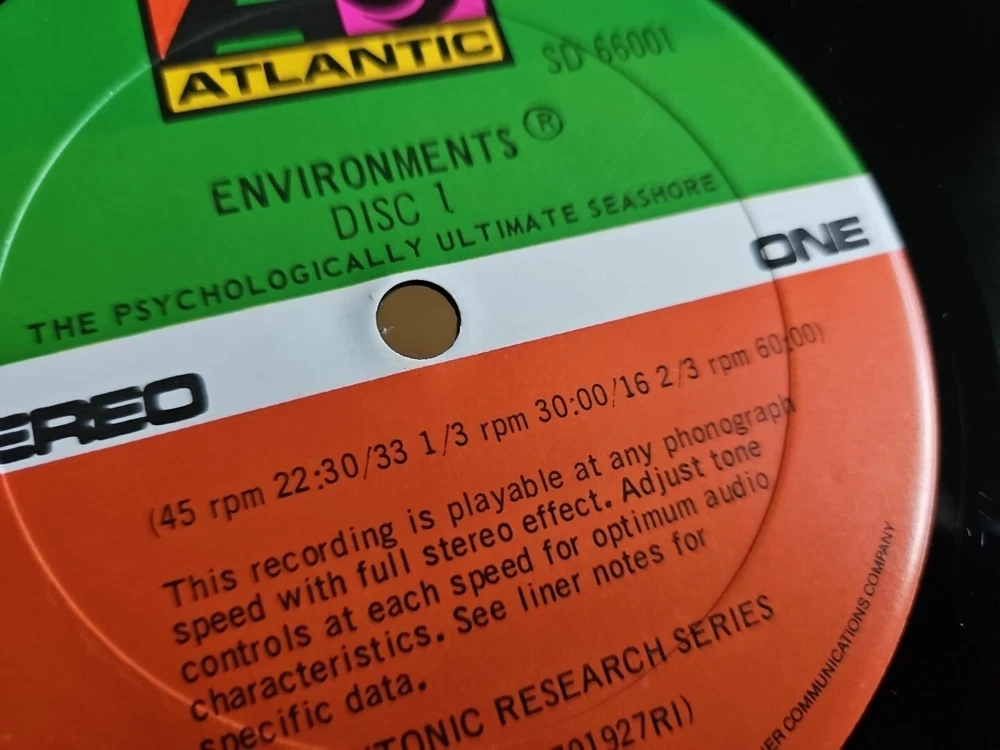 ATLANTIC
SD 66001
ENVIRONMENTS ®
DISC 1
THE PSYCHOLOGICALLY ULTIMATE SEASHORE
ONE
EREO
(45 rpm 22:30/33 1/3 rpm 30:00/16 2/3 rpm 60:00)
This recording is playable at any phonograph
speed with full stereo effect. Adjust tone
controls at each speed for optimum audio
characteristics. See liner notes for
specific data.
TONIC RESEARCH SERIES
701927RI)
ER COMMUNICATIONS COMPANY